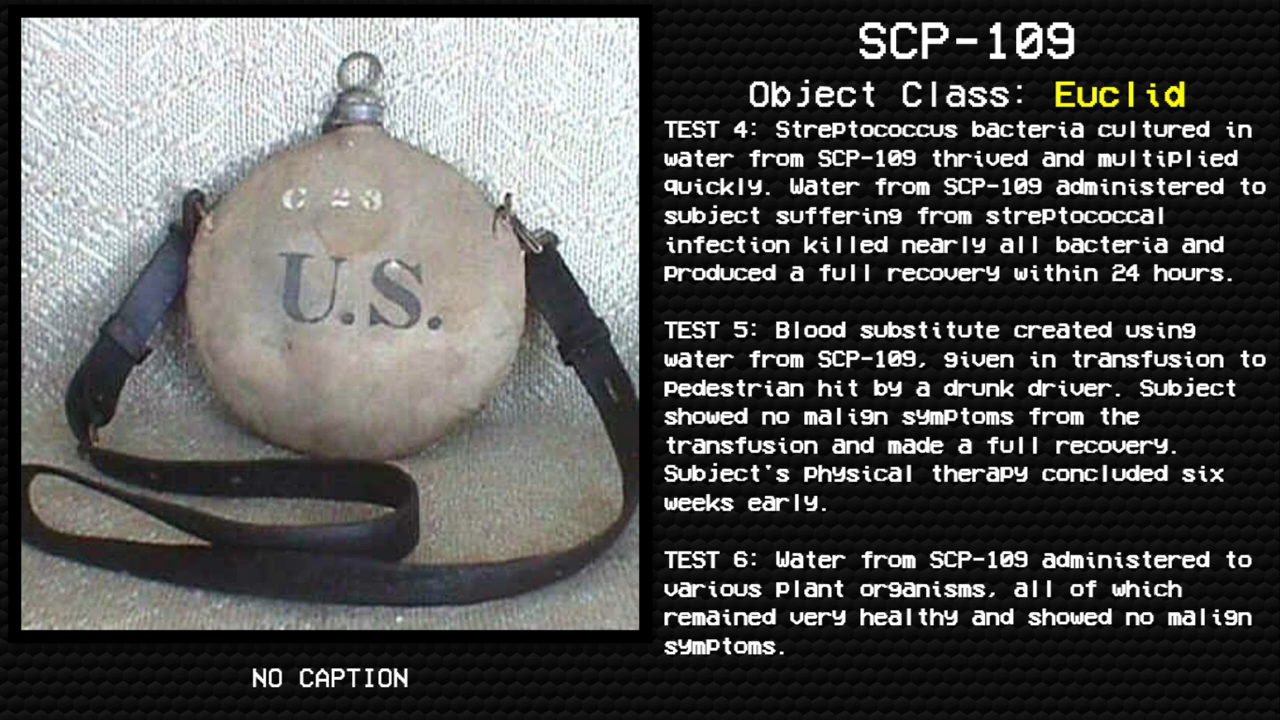 C 23
U.S.
NO CAPTION
SCP-109
Object Class: Euclid
TEST 4: Streptococcus bacteria cultured in
water from SCP-109 thrived and multiplied
quickly. Water from SCP-109 administered to
subject suffering from streptococcal
infection killed nearly all bacteria and
produced a full recovery within 24 hours.
TEST 5: Blood substitute created using
water from SCP-109, given in transfusion to
pedestrian hit by a drunk driver. Subject
showed no malign symptoms from the
transfusion and made a full recovery.
Subject's physical therapy concluded six
weeks early.
TEST 6: Water from SCP-109 administered to
various plant organisms, all of which
remained very healthy and showed no malign
symptoms.